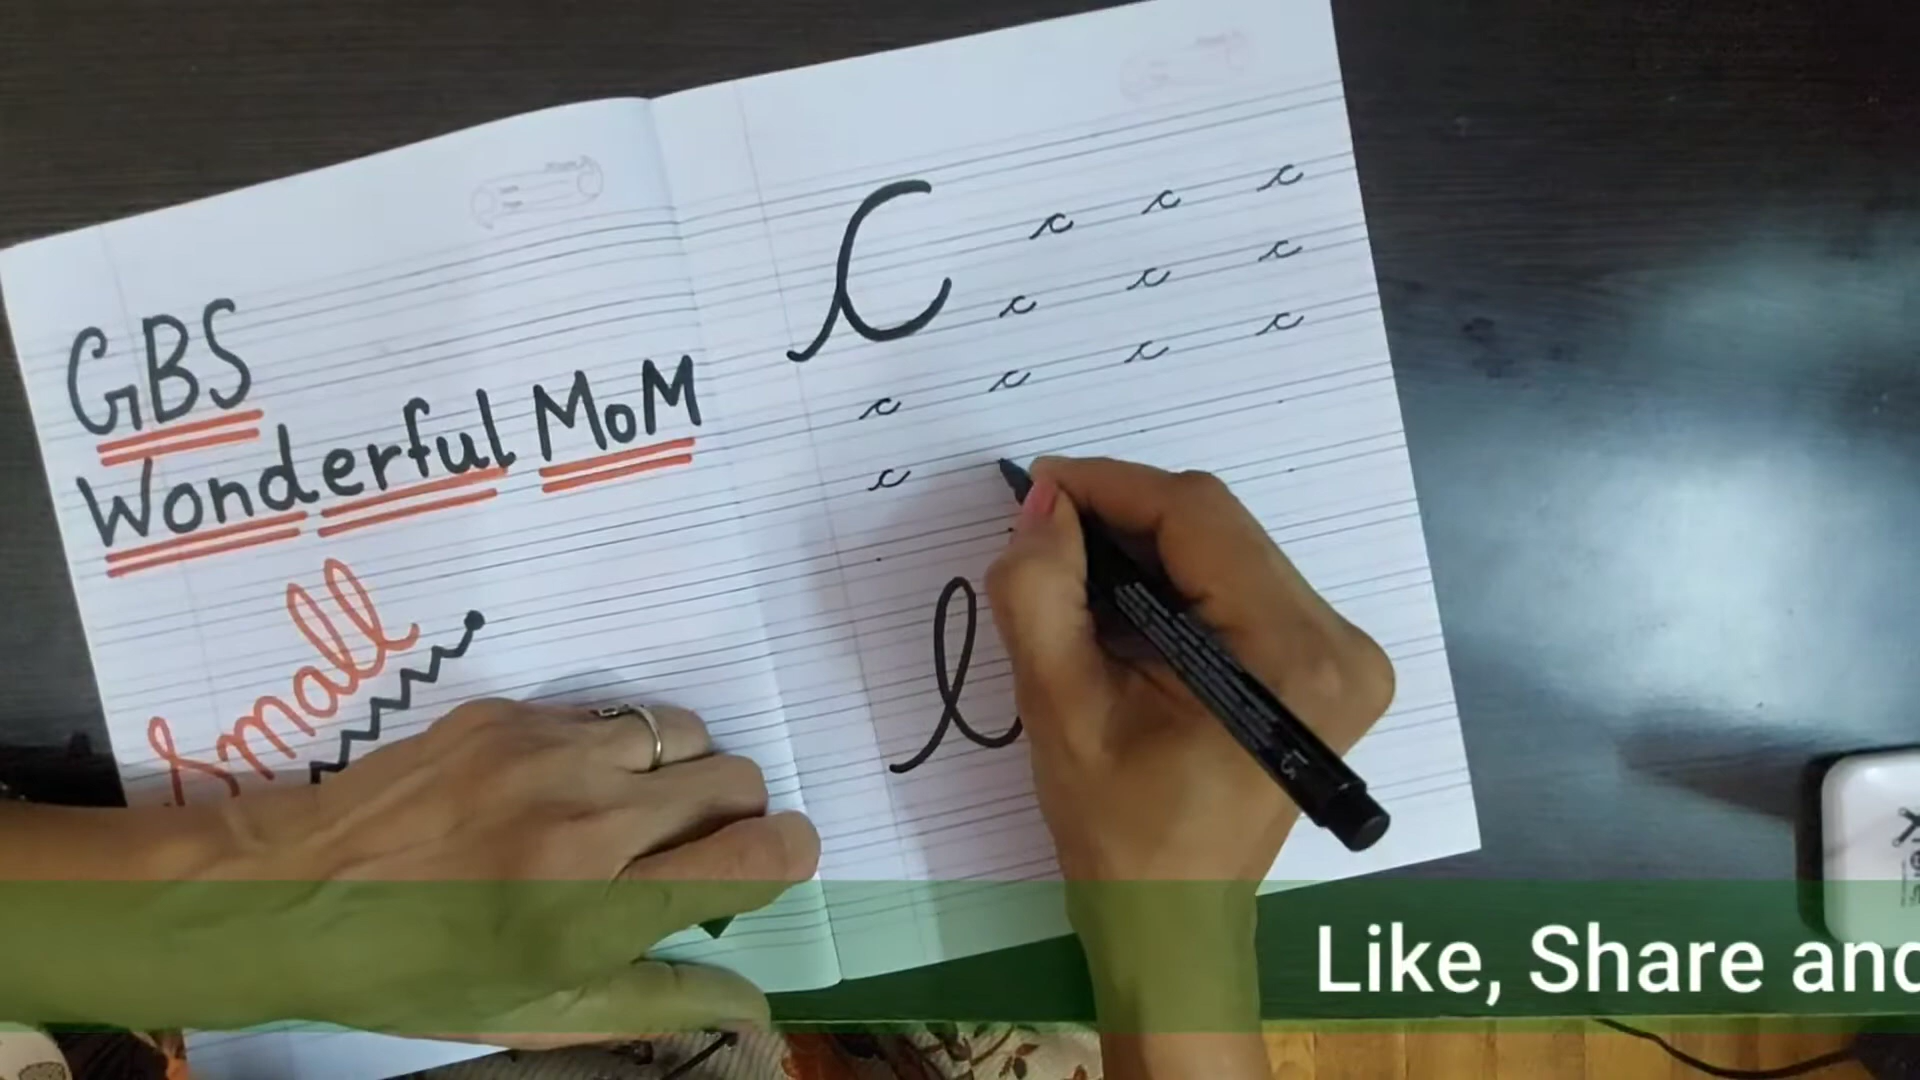 GBS
Wonderful MoM
Small
C c c c
c c c
c c c c
c
l
Like, Share and